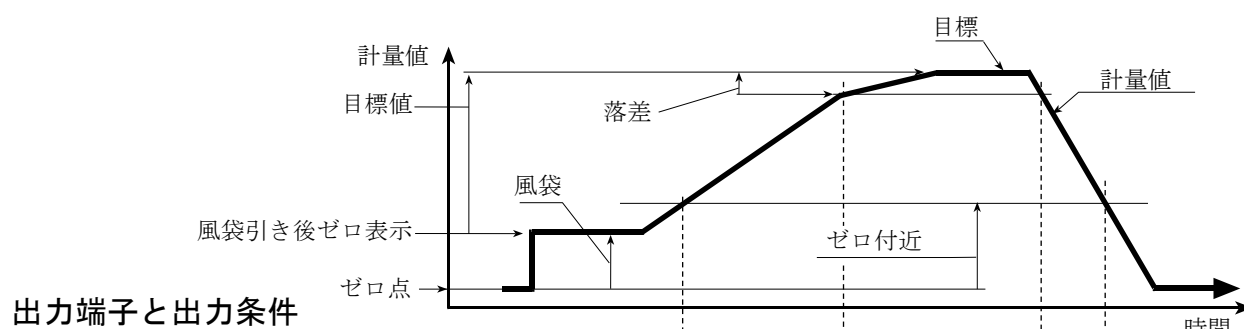 目標
計量値
計量値
目標値
落差
風袋
風袋引き後ゼロ表示
ゼロ付近
ゼロ点
出力端子と出力条件
時間